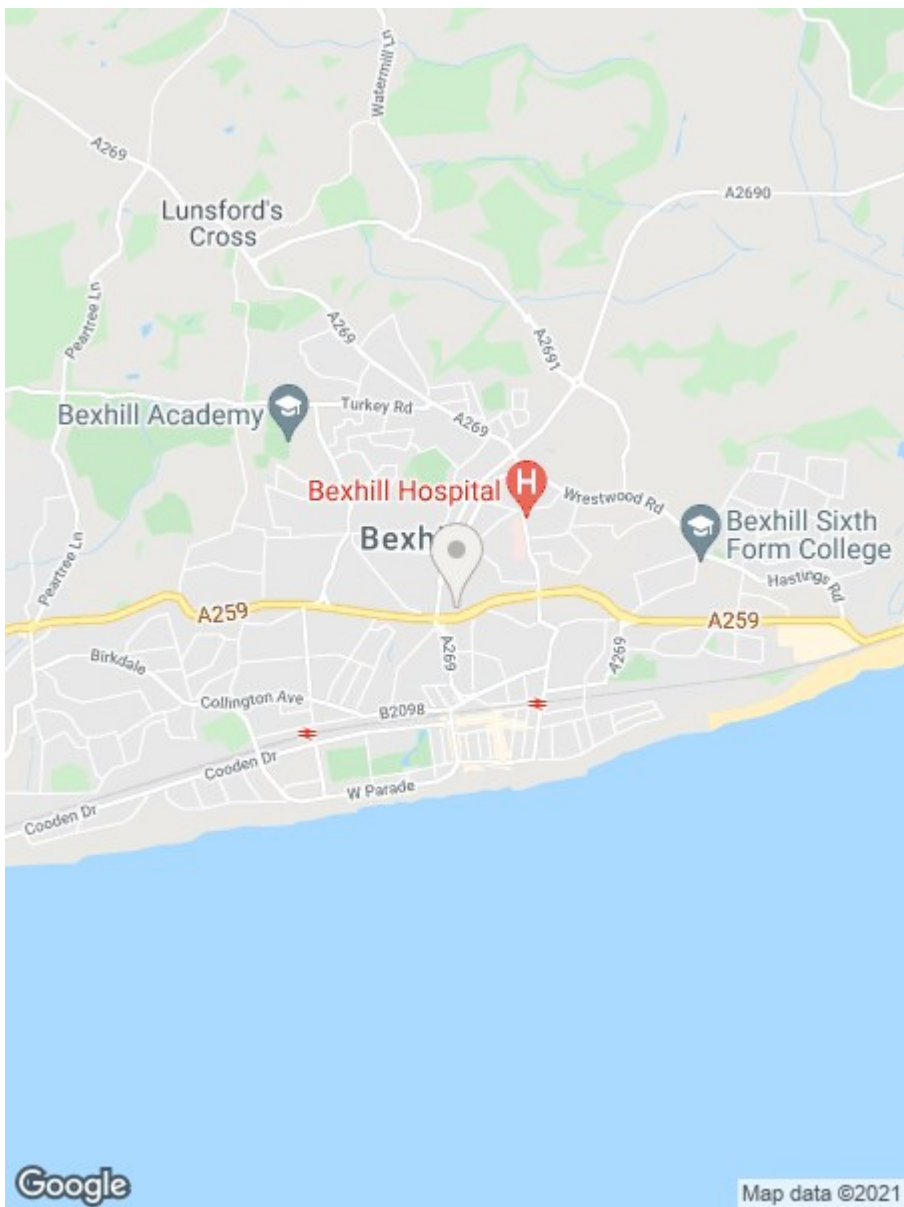 Watermill Ln
A269
A2690
Lunsford's
Cross
Peartree Ln
A269
A2691
Bexhill Academy
Turkey Rd
A269
Bexhill Hospital
Wrestwood Rd
Bexhi
Bexhill Sixth
Form College
Peartree Ln
Hastings Rd
A259
A259
Birkdale
A269
A269
Collington Ave
B2098
Cooden Dr
W Parade
Cooden Dr
Google
Map data ©2021